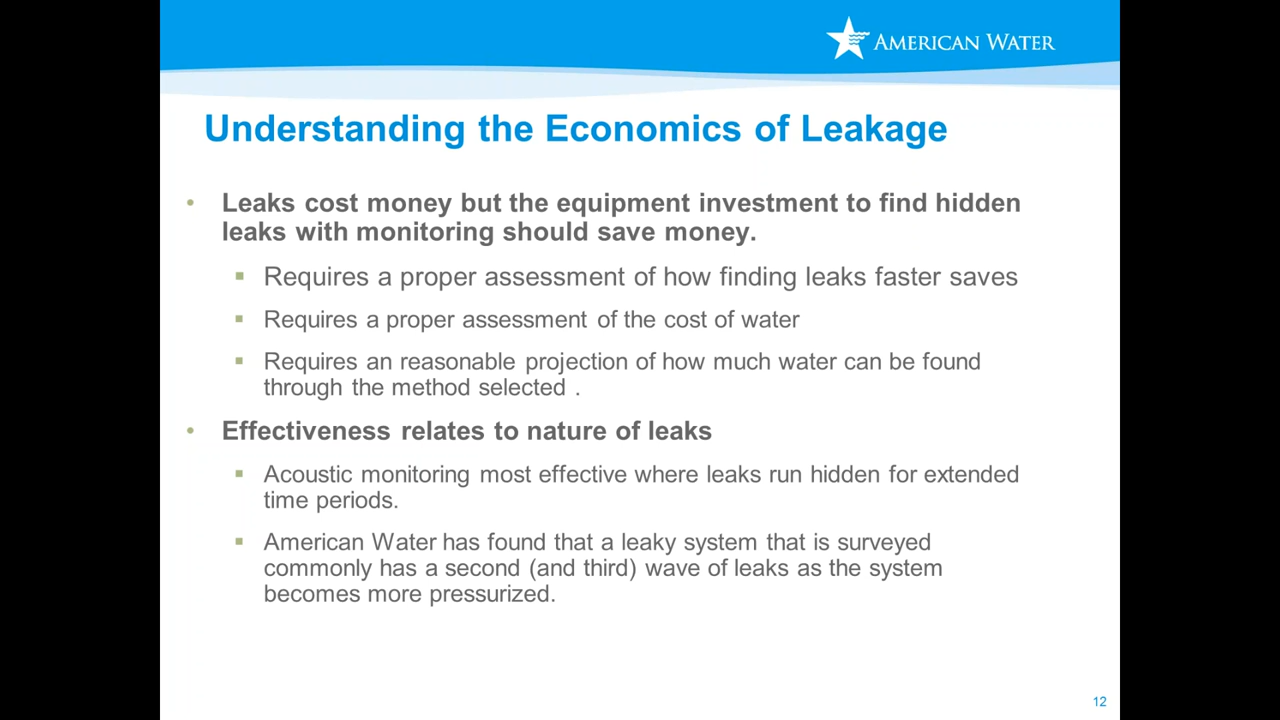 AMERICAN WATER
Understanding the Economics of Leakage
• Leaks cost money but the equipment investment to find hidden
leaks with monitoring should save money.
▪ Requires a proper assessment of how finding leaks faster saves
▪ Requires a proper assessment of the cost of water
▪ Requires an reasonable projection of how much water can be found
through the method selected .
• Effectiveness relates to nature of leaks
▪ Acoustic monitoring most effective where leaks run hidden for extended
time periods.
▪ American Water has found that a leaky system that is surveyed
commonly has a second (and third) wave of leaks as the system
becomes more pressurized.
12